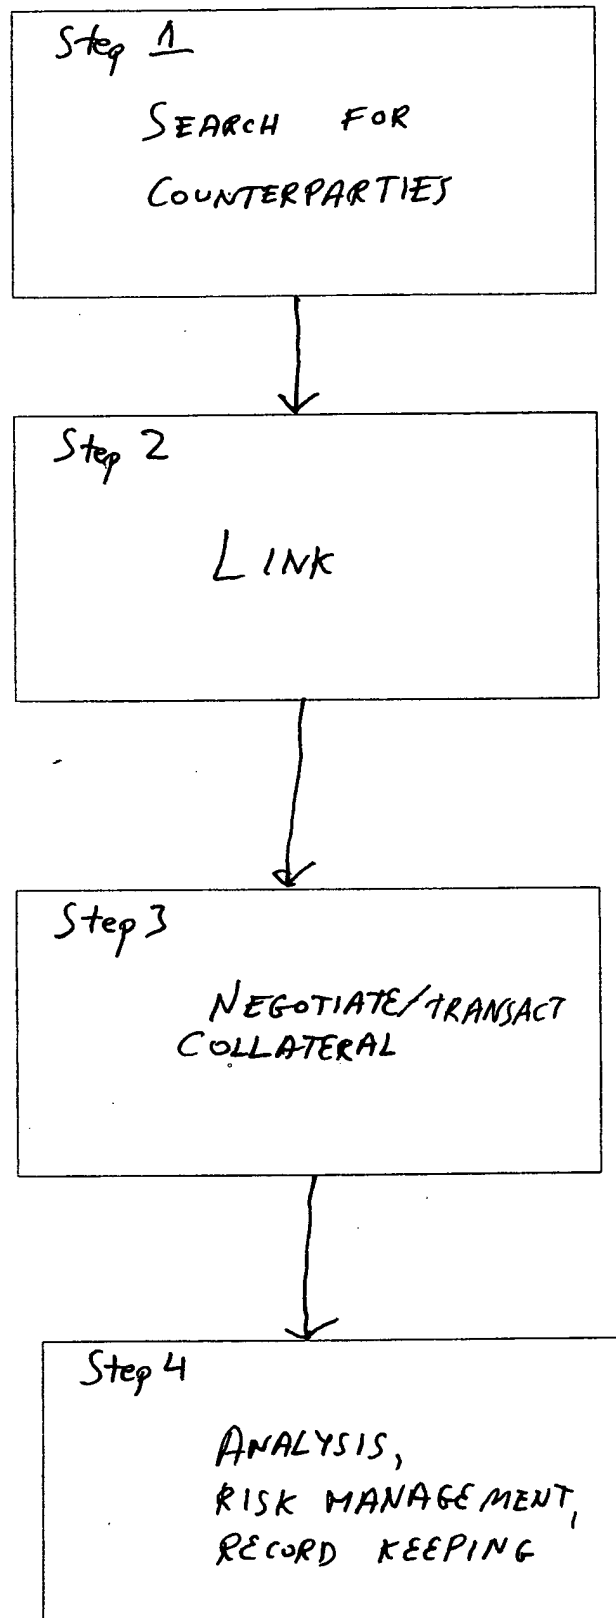 Step 1
SEARCH FOR
COUNTERPARTIES
Step 2
LINK
Step 3
NEGOTIATE/TRANSACT
COLLATERAL
Step 4
ANALYSIS,
RISK MANAGEMENT,
RECORD KEEPING